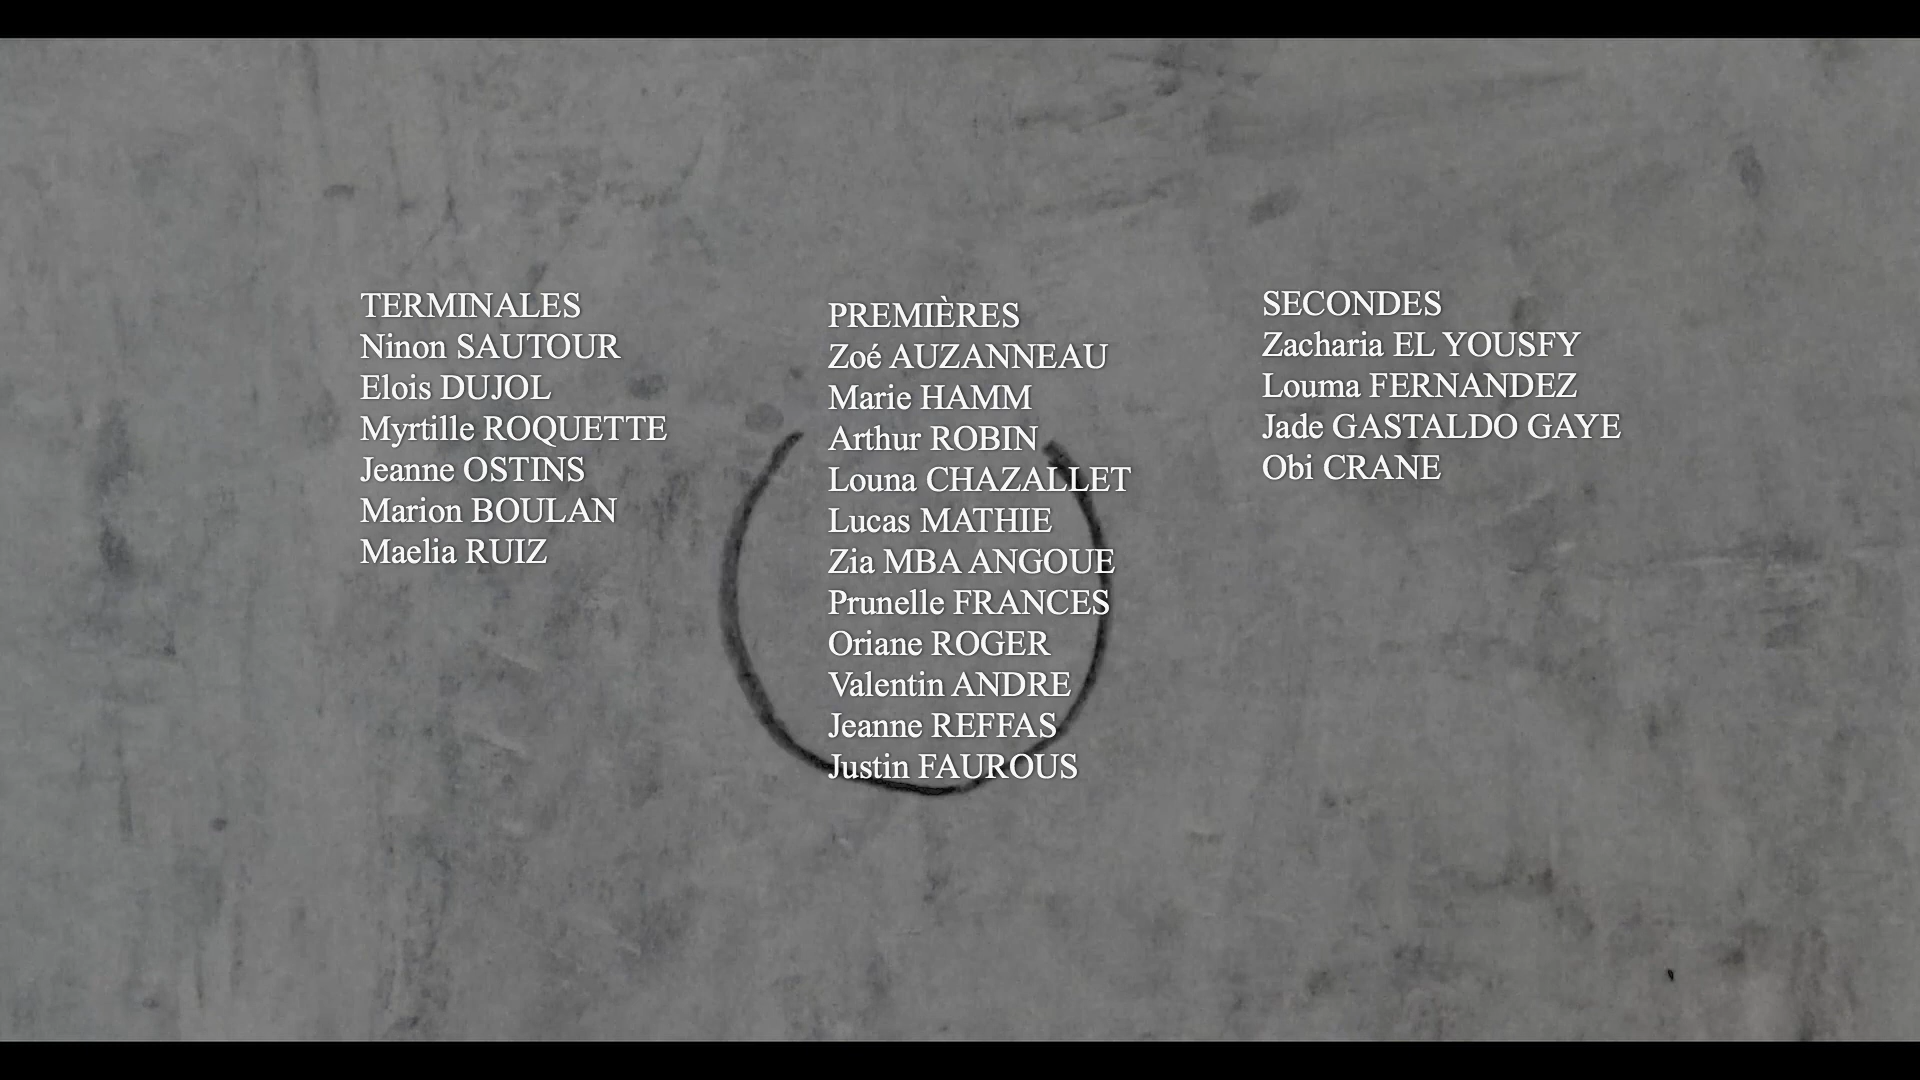 TERMINALES
Ninon SAUTOUR
Elois DUJOL
Myrtille ROQUETTE
Jeanne OSTINS
Marion BOULAN
Maelia RUIZ
PREMIÈRES
Zoé AUZANNEAU
Marie HAMM
Arthur ROBIN
Louna CHAZALLET
Lucas MATHIE
Zia MBA ANGOUE
Prunelle FRANCES
Oriane ROGER
Valentin ANDRE
Jeanne REFFAS
Justin FAUROUS
SECONDES
Zacharia EL YOUSFY
Louma FERNANDEZ
Jade GASTALDO GAYE
Obi CRANE